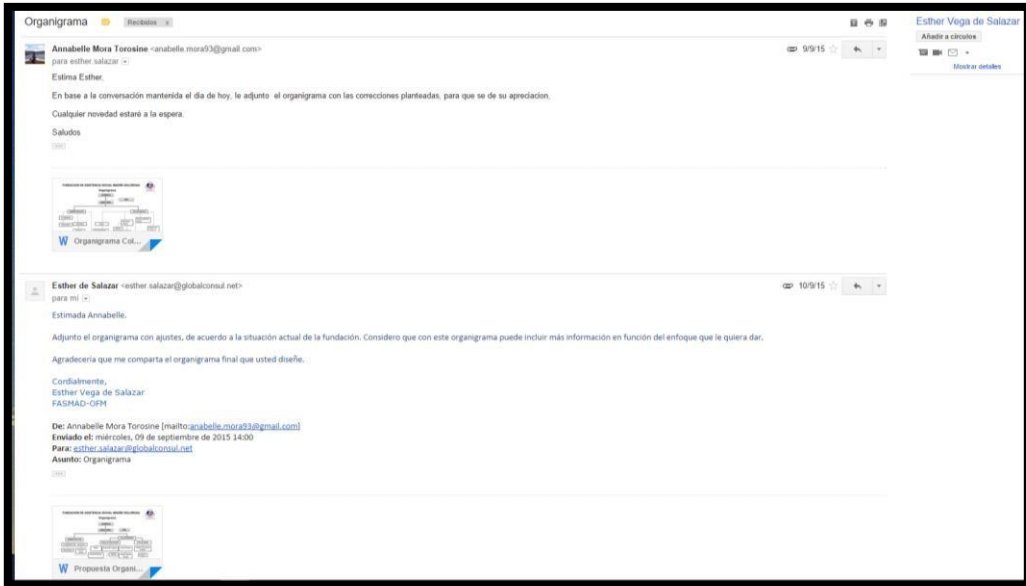 Organigrama Recibidos x
Esther Vega de Salazar
Añadir a círculos
Mostrar detalles
Annabelle Mora Torosine <anabelle.mora93@gmail.com> 9/9/15
para esther.salazar
Estima Esther.
En base a la conversación mantenida el día de hoy, le adjunto el organigrama con las correcciones planteadas, para que se de su apreciacion,
Cualquier novedad estaré a la espera.
Saludos
Organigrama
W Organigrama Col...
Esther de Salazar <esther.salazar@globalconsul.net> 10/9/15
para mí
Estimada Annabelle.
Adjunto el organigrama con ajustes, de acuerdo a la situación actual de la fundación. Considero que con este organigrama puede incluir más información en función del enfoque que le quiera dar.
Agradecería que me comparta el organigrama final que usted diseñe.
Cordialmente,
Esther Vega de Salazar
FASMAD-OFM
De: Annabelle Mora Torosine [mailto:anabelle.mora93@gmail.com]
Enviado el: miércoles, 09 de septiembre de 2015 14:00
Para: esther.salazar@globalconsul.net
Asunto: Organigrama
W Propuesta Organi...